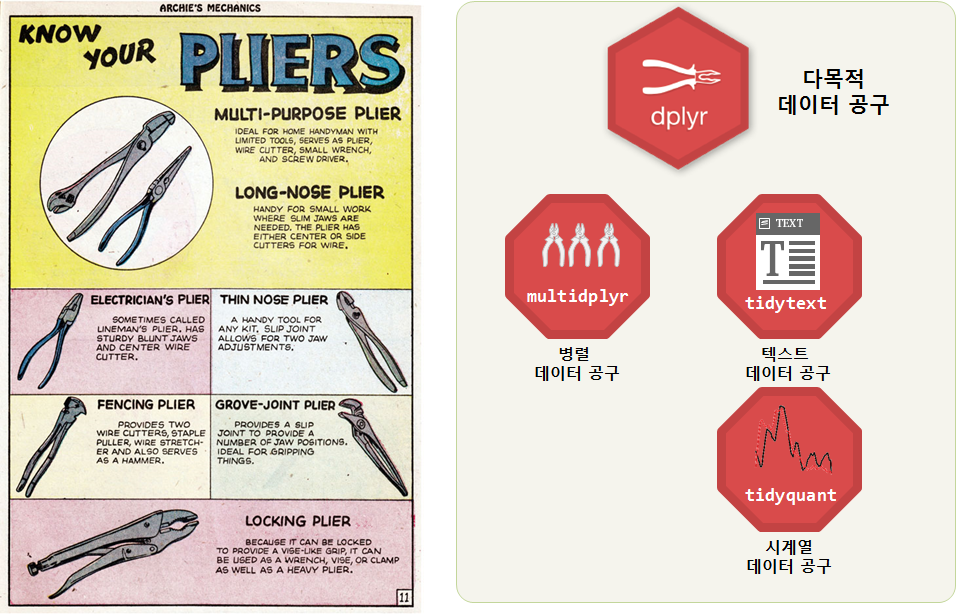 ARCHIE'S MECHANICS
KNOW
YOUR
PLIERS
MULTI-PURPOSE PLIER
IDEAL FOR HOME HANDYMAN WITH
LIMITED TOOLS, SERVES AS PLIER,
WIRE CUTTER, SMALL WRENCH,
AND SCREW DRIVER.
LONG-NOSE PLIER
HANDY FOR SMALL WORK
WHERE SLIM JAWS ARE
NEEDED. THE PLIER HAS
EITHER CENTER OR SIDE
CUTTERS FOR WIRE.
ELECTRICIAN'S PLIER
SOMETIMES CALLED
LINEMAN'S PLIER. HAS
STURDY BLUNT JAWS
AND CENTER WIRE
CUTTER.
THIN NOSE PLIER
A HANDY TOOL FOR
ANY KIT. SLIP JOINT
ALLOWS FOR TWO JAW
ADJUSTMENTS.
FENCING PLIER
PROVIDES TWO
WIRE CUTTERS, STAPLE
PULLER, WIRE STRETCH-
ER AND ALSO SERVES
AS A HAMMER.
GROVE-JOINT PLIER
PROVIDES A SLIP
JOINT TO PROVIDE A
NUMBER OF JAW POSITIONS.
IDEAL FOR GRIPPING
THINGS.
LOCKING PLIER
BECAUSE IT CAN BE LOCKED
TO PROVIDE A VISE-LIKE GRIP, IT CAN
BE USED AS A WRENCH, VISE, OR CLAMP
AS WELL AS A HEAVY PLIER.
11
dplyr
다목적
데이터 공구
multidplyr
병렬
데이터 공구
TEXT
T
tidytext
텍스트
데이터 공구
tidyquant
시계열
데이터 공구